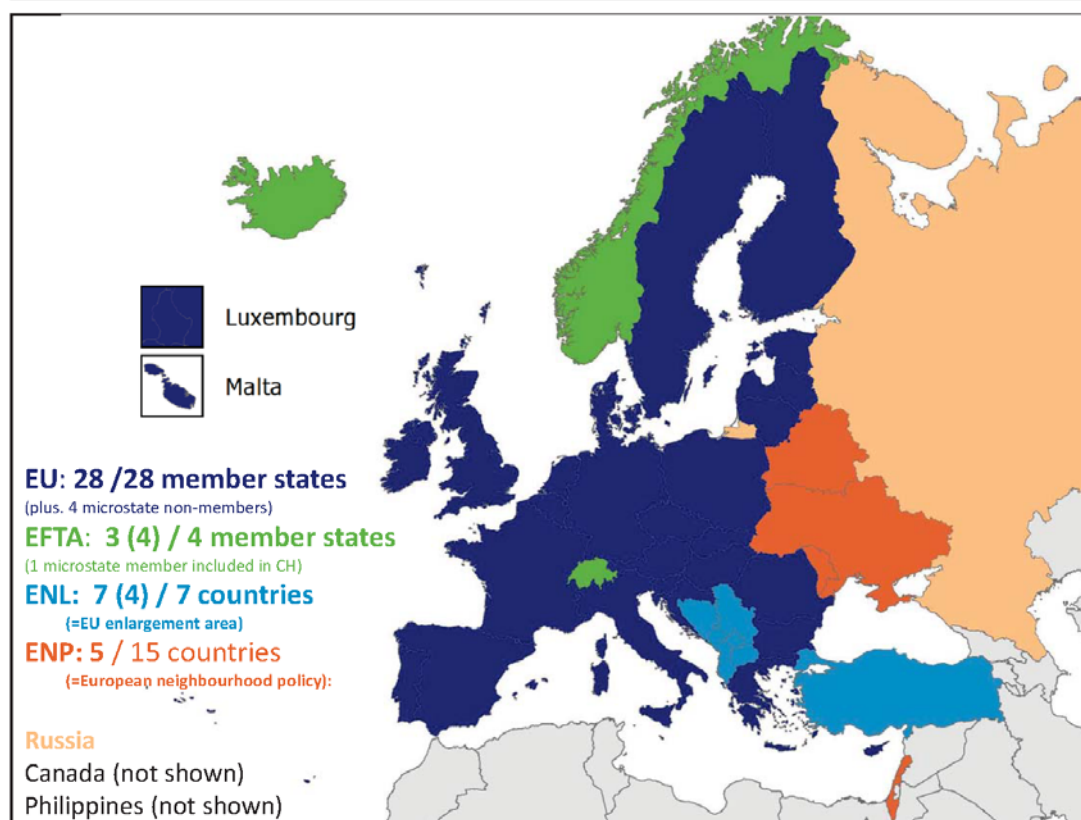 Luxembourg
Malta
EU: 28 /28 member states
(plus. 4 microstate non-members)
EFTA:  3 (4) / 4 member states
(1 microstate member included in CH)
ENL:  7 (4) / 7 countries
(=EU enlargement area)
ENP: 5 / 15 countries
(=European neighbourhood policy):
Russia
Canada (not shown)
Philippines (not shown)